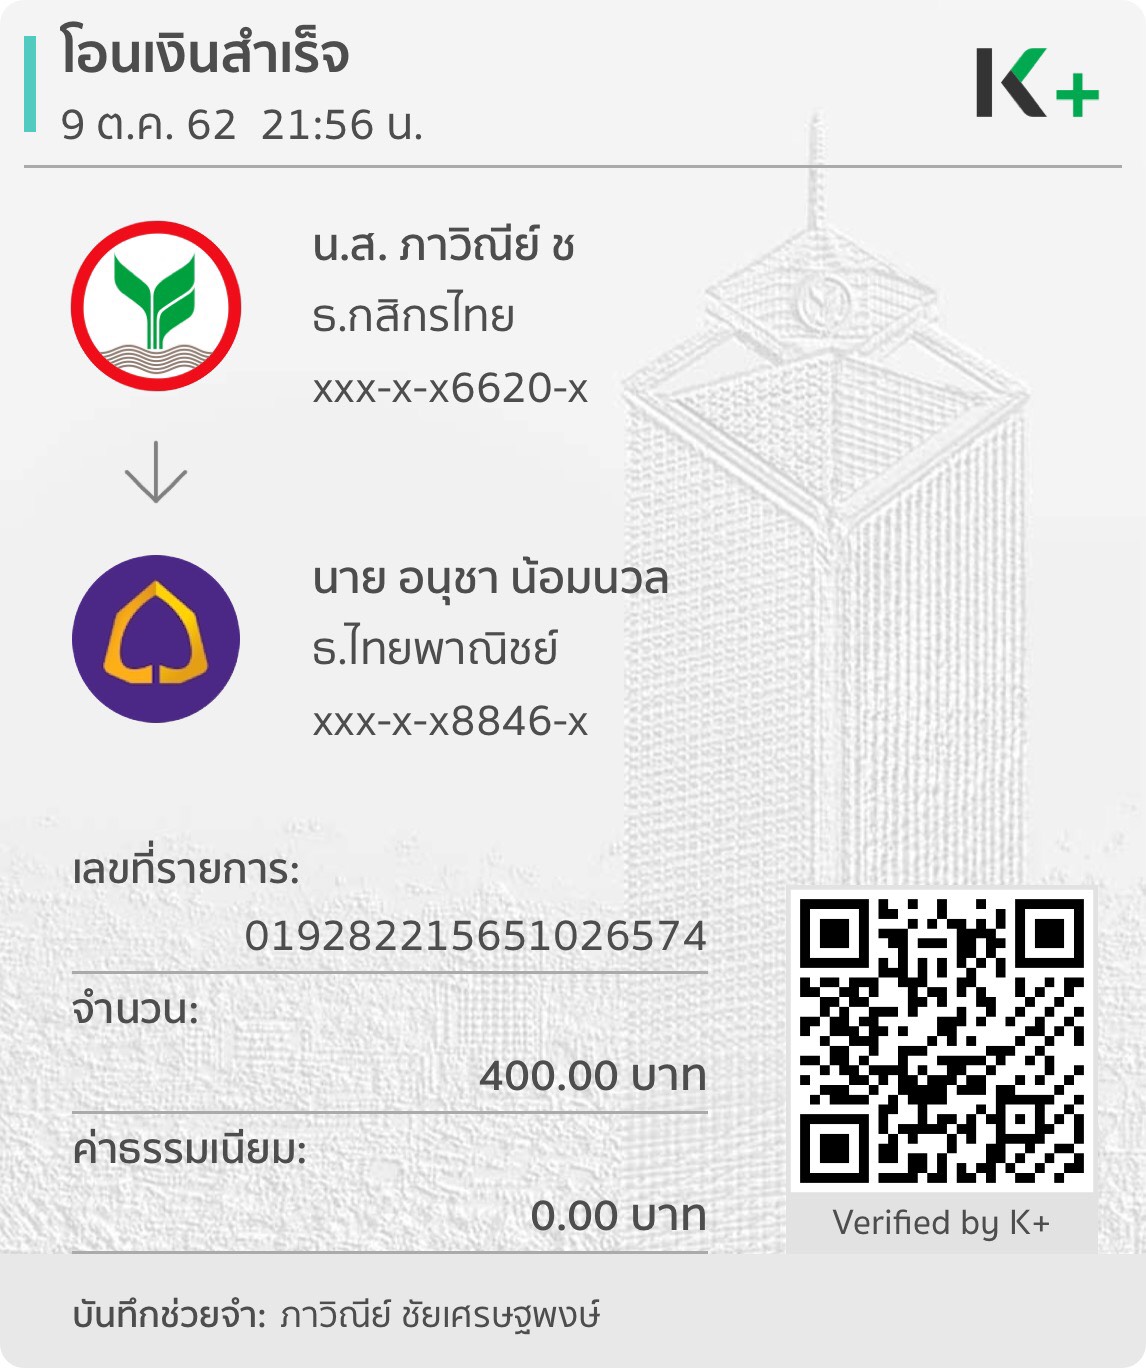 โอนเงินสำเร็จ
9 ต.ค. 62 21:56 น.
K+
น.ส. ภาวิณีย์ ช
ธ.กสิกรไทย
xxx-x-x6620-x
นาย อนุชา น้อมนวล
ธ.ไทยพาณิชย์
xxx-x-x8846-x
เลขที่รายการ:
019282215651026574
จำนวน:
400.00 บาท
ค่าธรรมเนียม:
0.00 บาท
Verified by K+
บันทึกช่วยจำ: ภาวิณีย์ ชัยเศรษฐพงษ์